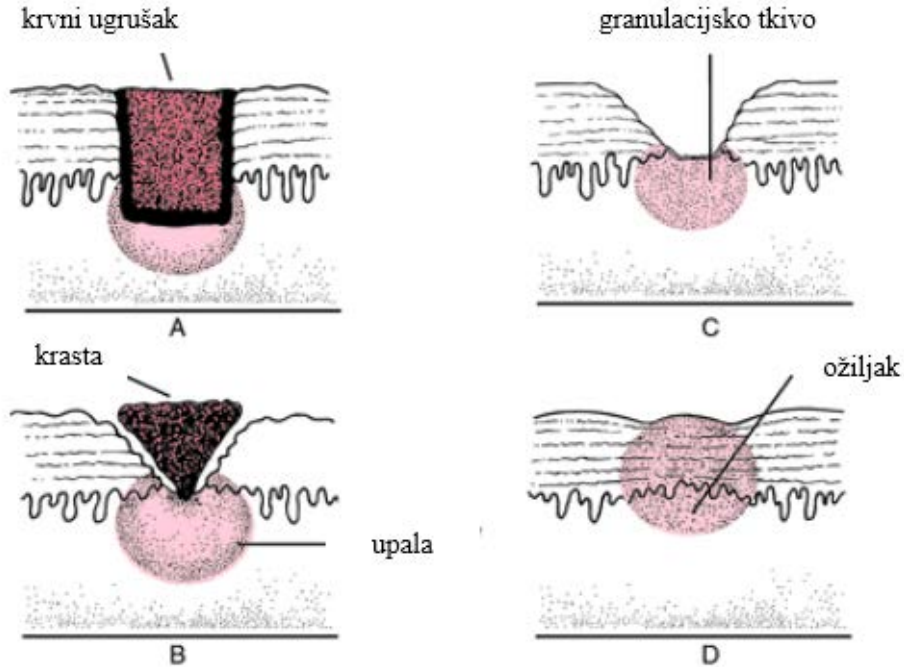 krvni ugrušak
granulacijsko tkivo
A
C
krasta
ožiljak
upala
B
D